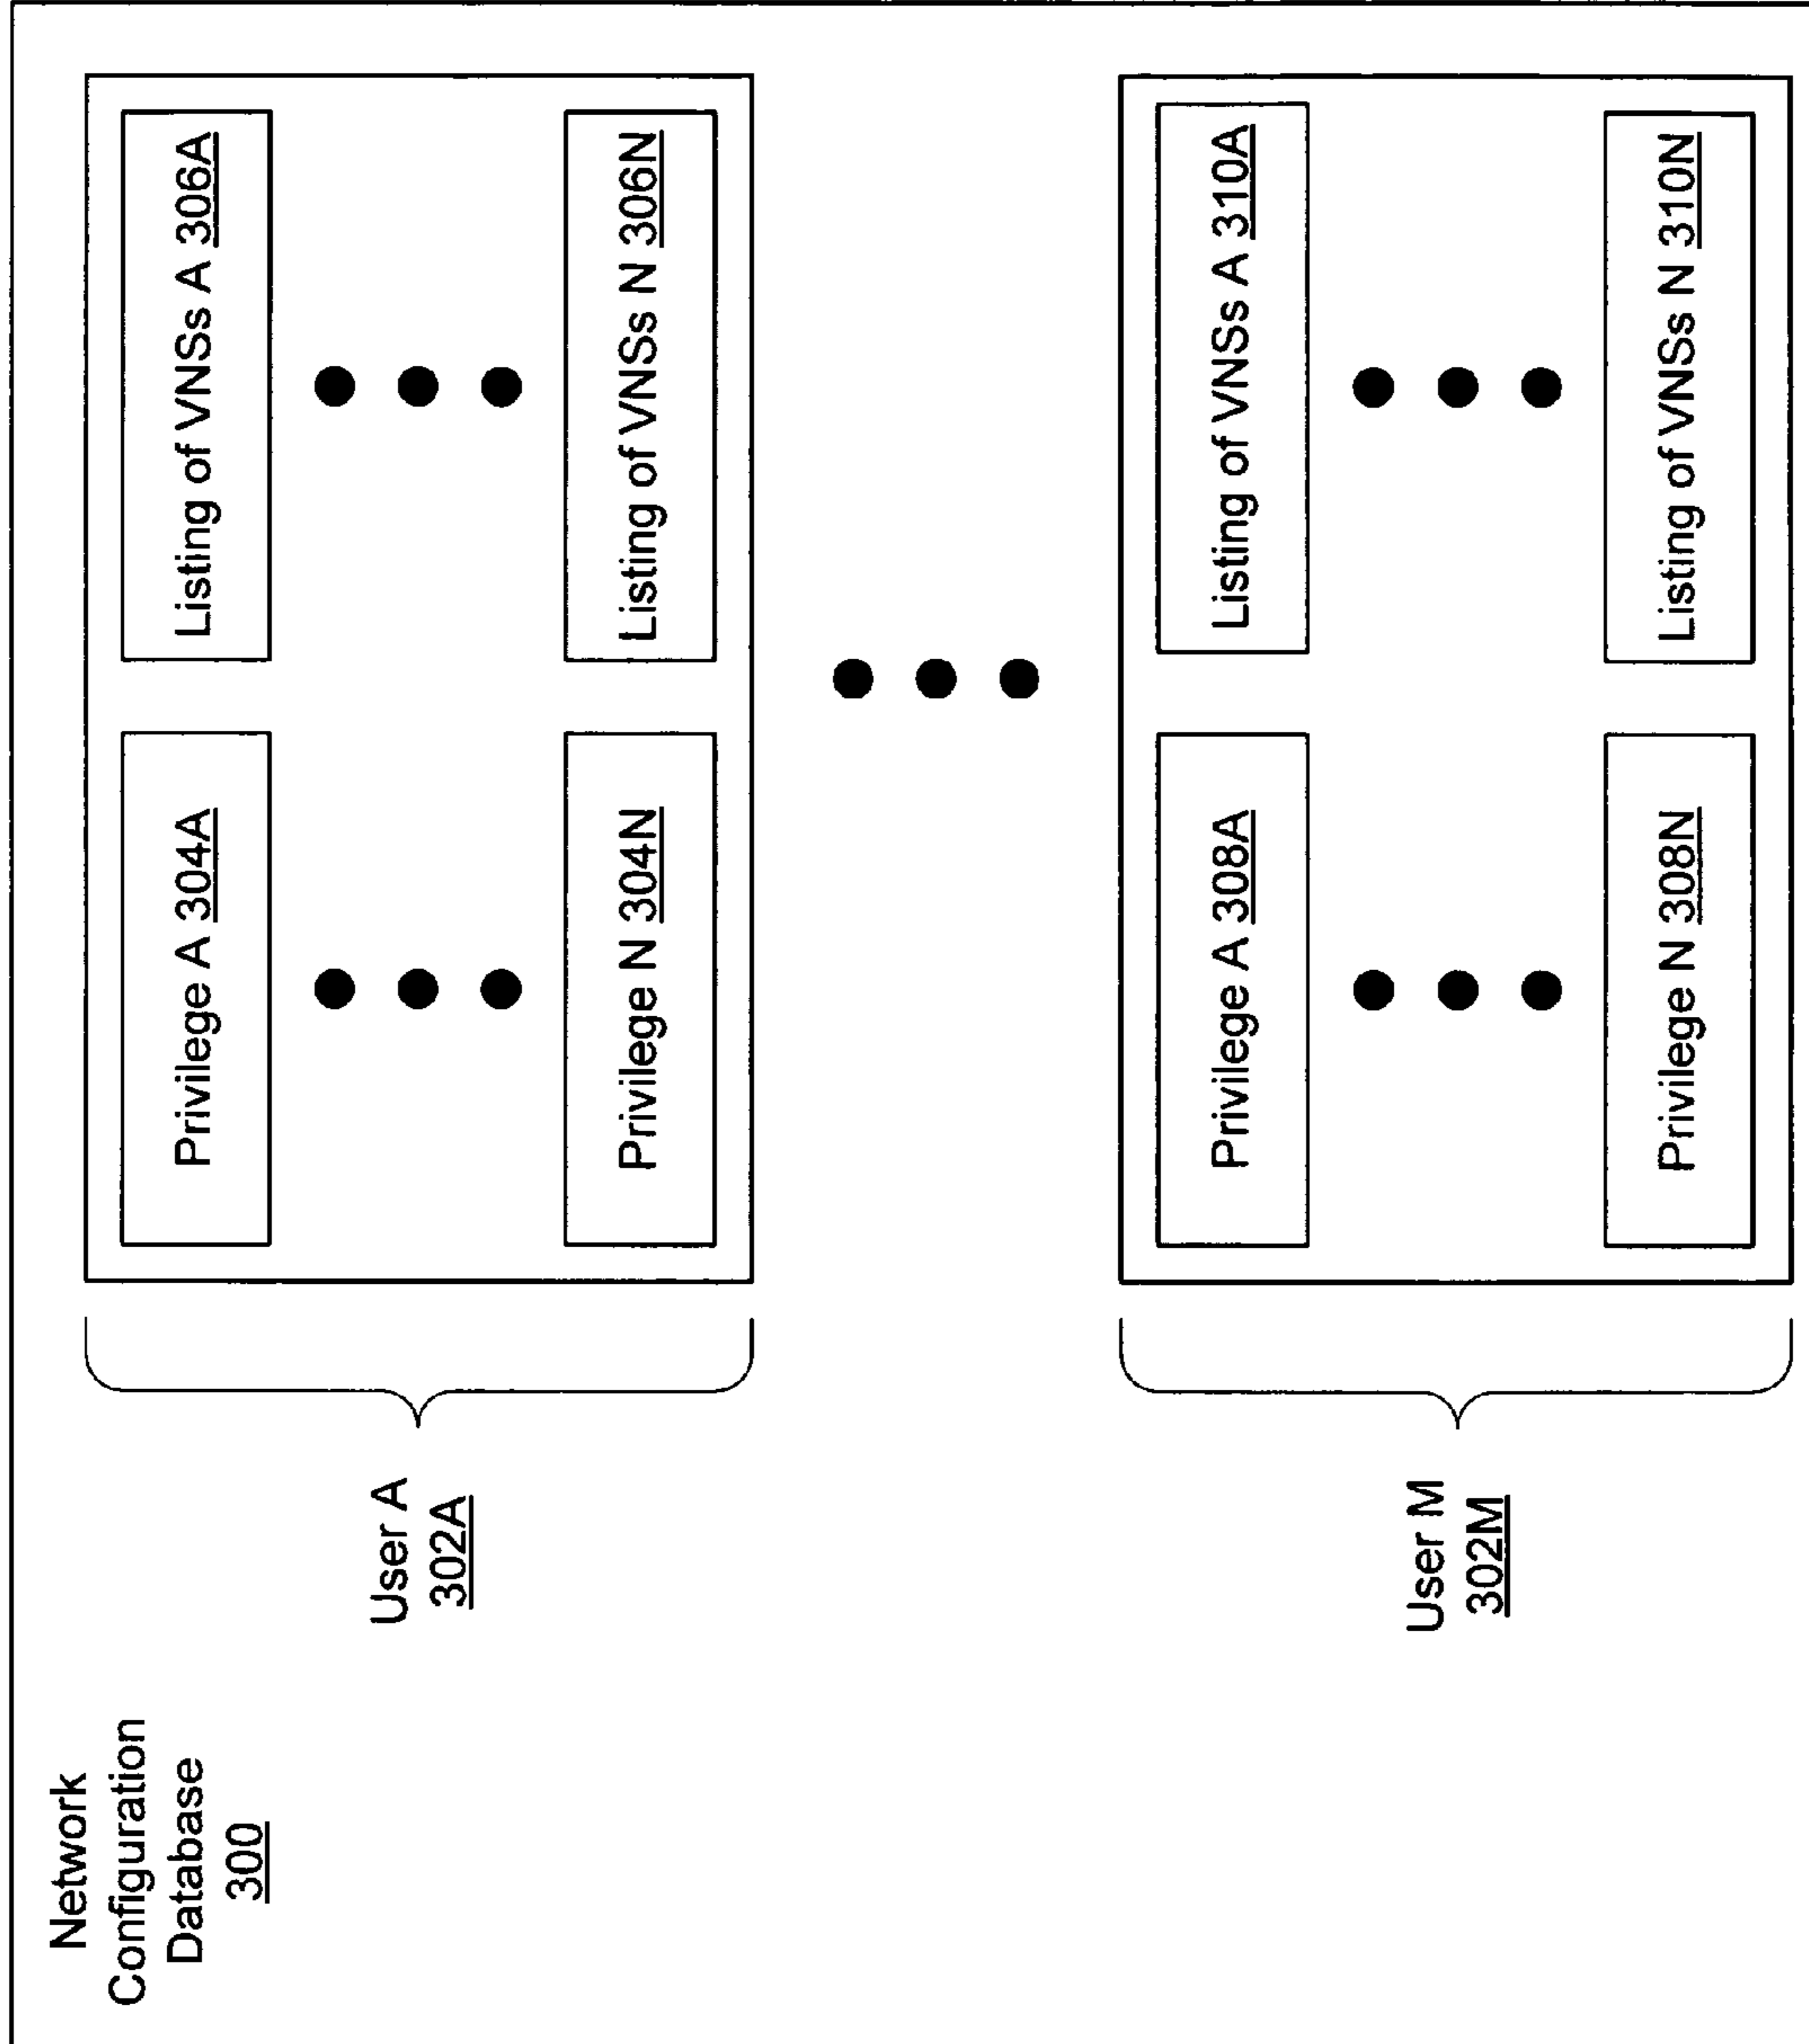 Network
Configuration
Database
300
User A
302A
Privilege A 304A
Listing of VNSs A 306A
Privilege N 304N
Listing of VNSs N 306N
User M
302M
Privilege A 308A
Listing of VNSs A 310A
Privilege N 308N
Listing of VNSs N 310N